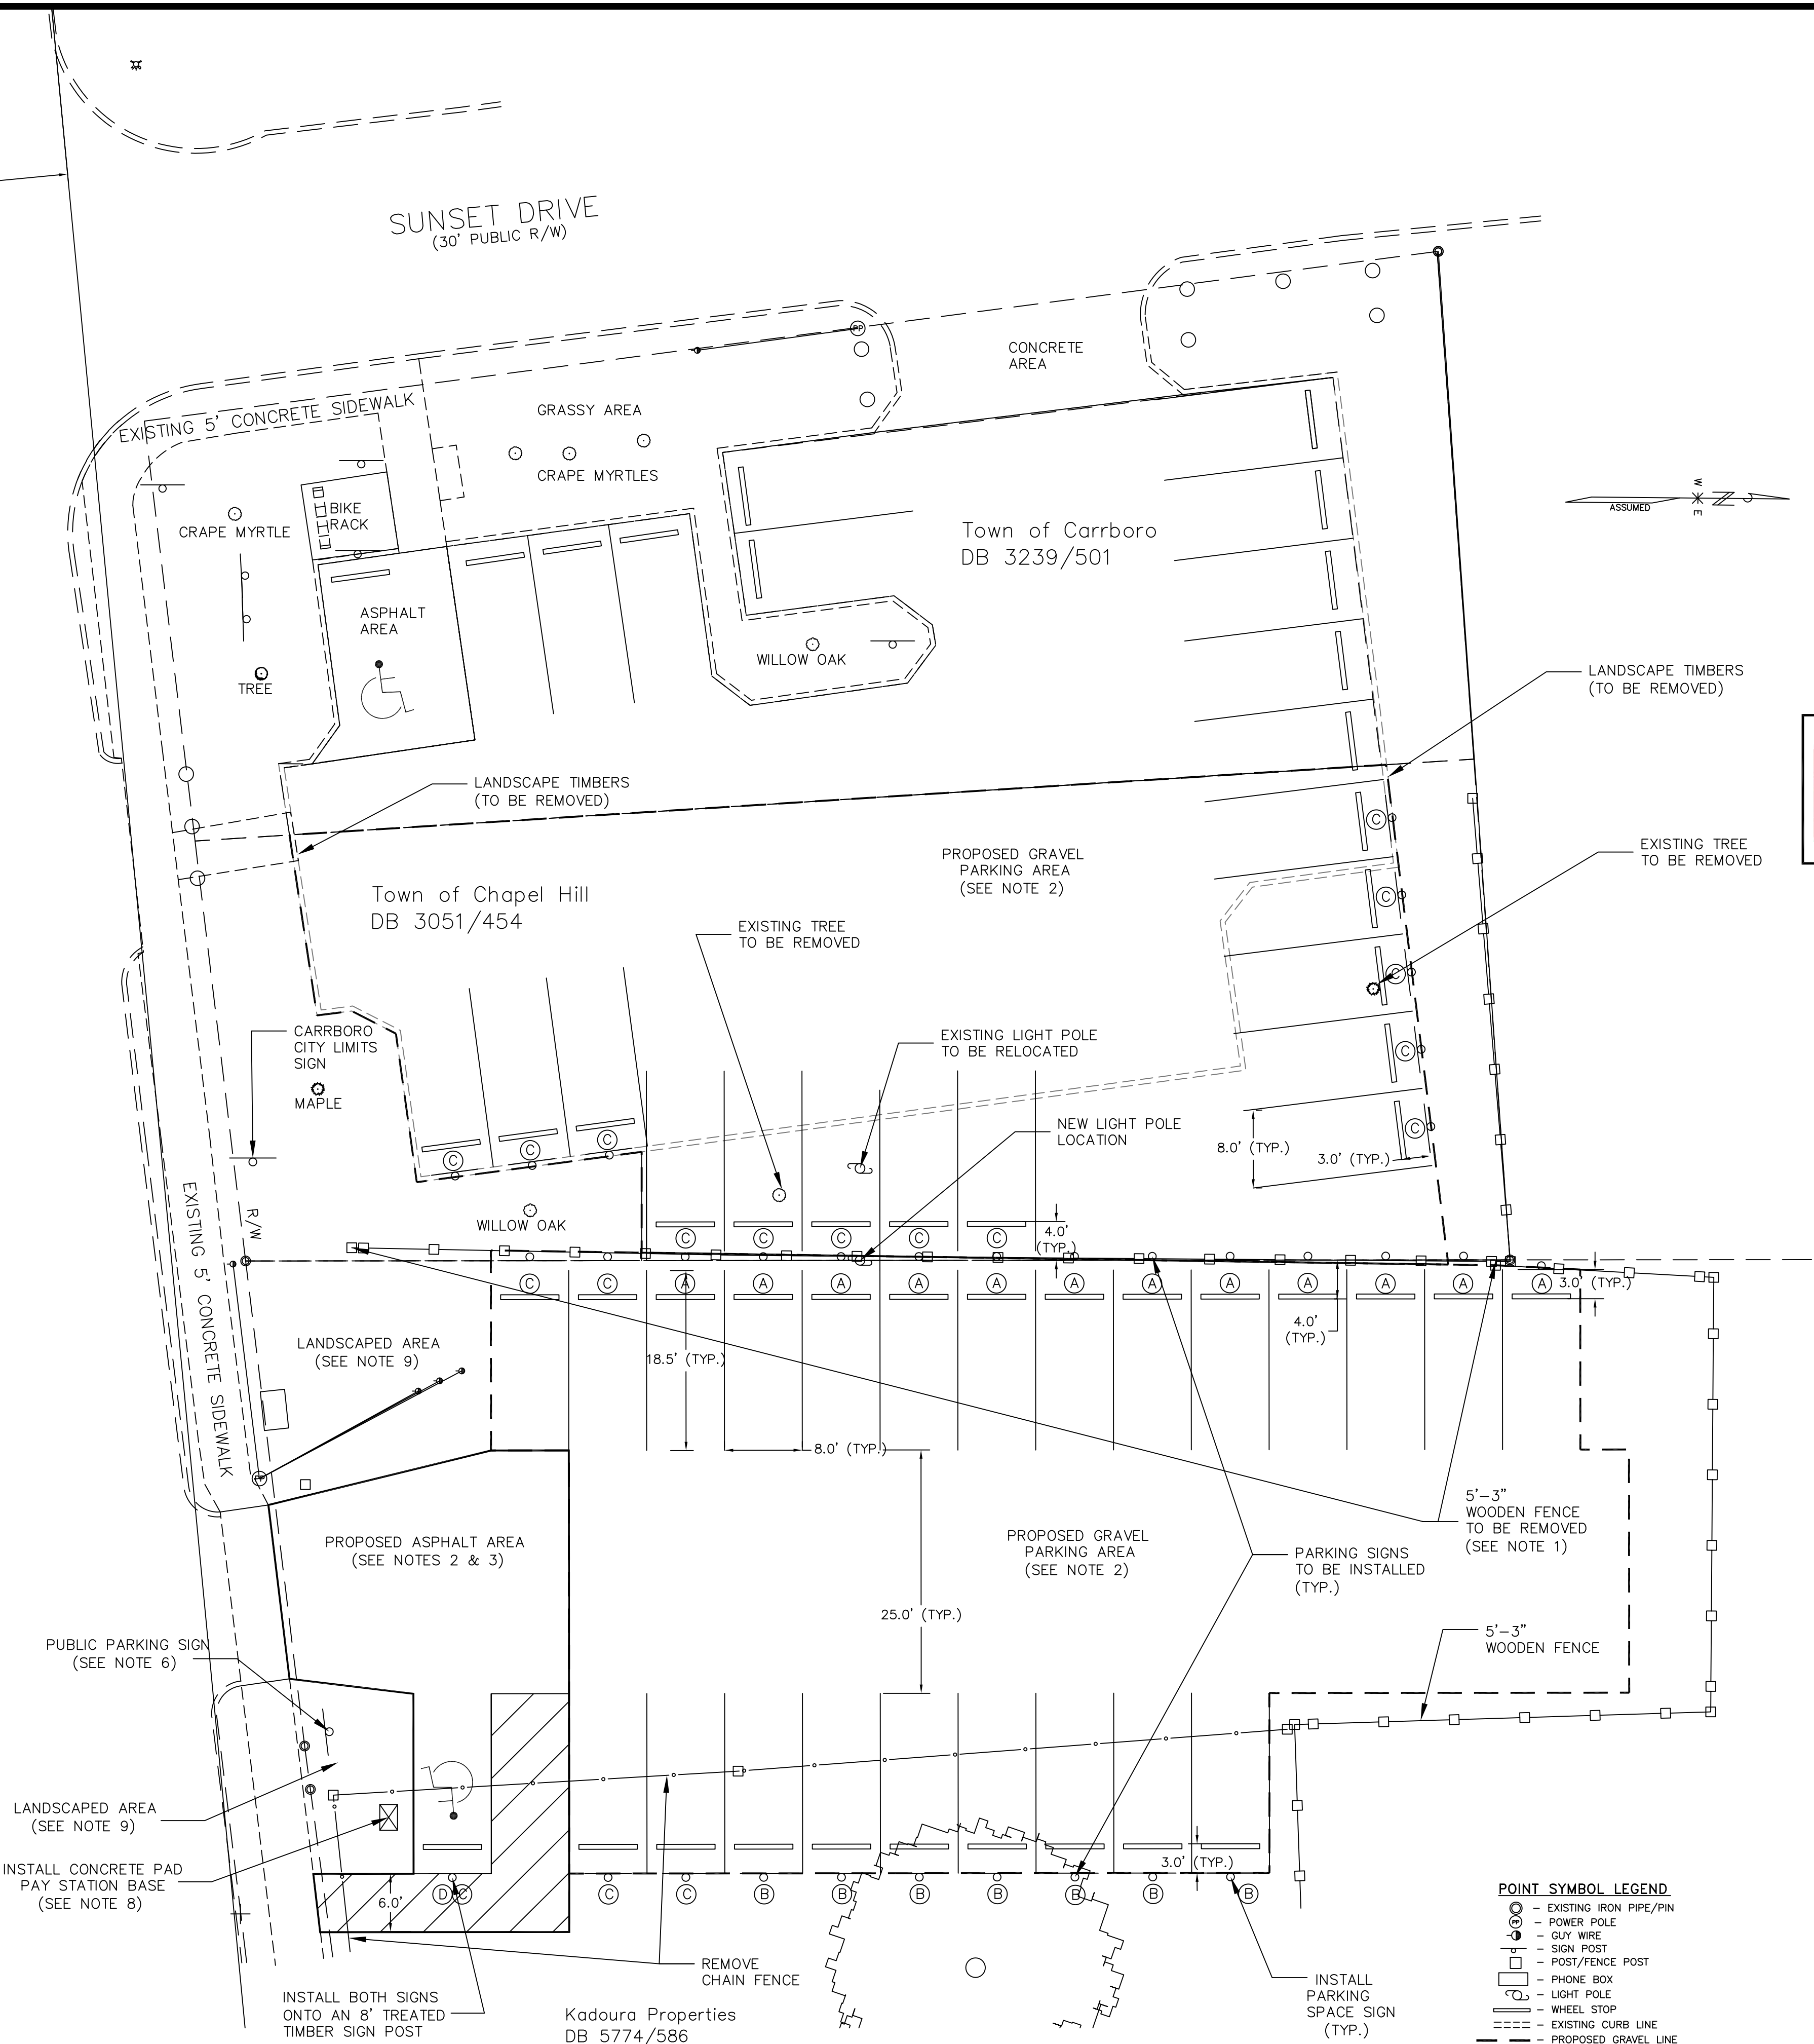 SUNSET DRIVE
(30' PUBLIC R/W)
CONCRETE
AREA
PP
EXISTING 5' CONCRETE SIDEWALK
GRASSY AREA
CRAPE MYRTLES
BIKE
RACK
CRAPE MYRTLE
Town of Carrboro
DB 3239/501
W
N
E
ASSUMED
ASPHALT
AREA
WILLOW OAK
TREE
LANDSCAPE TIMBERS
(TO BE REMOVED)
LANDSCAPE TIMBERS
(TO BE REMOVED)
C
EXISTING TREE
TO BE REMOVED
PROPOSED GRAVEL
PARKING AREA
(SEE NOTE 2)
Town of Chapel Hill
DB 3051/454
C
EXISTING TREE
TO BE REMOVED
C
CARRBORO
CITY LIMITS
SIGN
EXISTING LIGHT POLE
TO BE RELOCATED
C
MAPLE
NEW LIGHT POLE
LOCATION
C
C C C
8.0' (TYP.)
3.0' (TYP.)
EXISTING 5' CONCRETE SIDEWALK
R/W
WILLOW OAK
C C C C C
4.0'
(TYP.)
C C A A A A A A A A A A A A
3.0' (TYP.)
4.0'
(TYP.)
LANDSCAPED AREA
(SEE NOTE 9)
18.5' (TYP.)
8.0' (TYP.)
5'-3"
WOODEN FENCE
TO BE REMOVED
(SEE NOTE 1)
PROPOSED ASPHALT AREA
(SEE NOTES 2 & 3)
PROPOSED GRAVEL
PARKING AREA
(SEE NOTE 2)
PARKING SIGNS
TO BE INSTALLED
(TYP.)
25.0' (TYP.)
PUBLIC PARKING SIGN
(SEE NOTE 6)
5'-3"
WOODEN FENCE
LANDSCAPED AREA
(SEE NOTE 9)
INSTALL CONCRETE PAD
PAY STATION BASE
(SEE NOTE 8)
3.0' (TYP.)
6.0'
D C C C B B B B B B B
REMOVE
CHAIN FENCE
INSTALL BOTH SIGNS
ONTO AN 8' TREATED
TIMBER SIGN POST
Kadoura Properties
DB 5774/586
INSTALL
PARKING
SPACE SIGN
(TYP.)
POINT SYMBOL LEGEND
– EXISTING IRON PIPE/PIN
PP – POWER POLE
– GUY WIRE
– SIGN POST
– POST/FENCE POST
– PHONE BOX
– LIGHT POLE
– WHEEL STOP
– EXISTING CURB LINE
– PROPOSED GRAVEL LINE